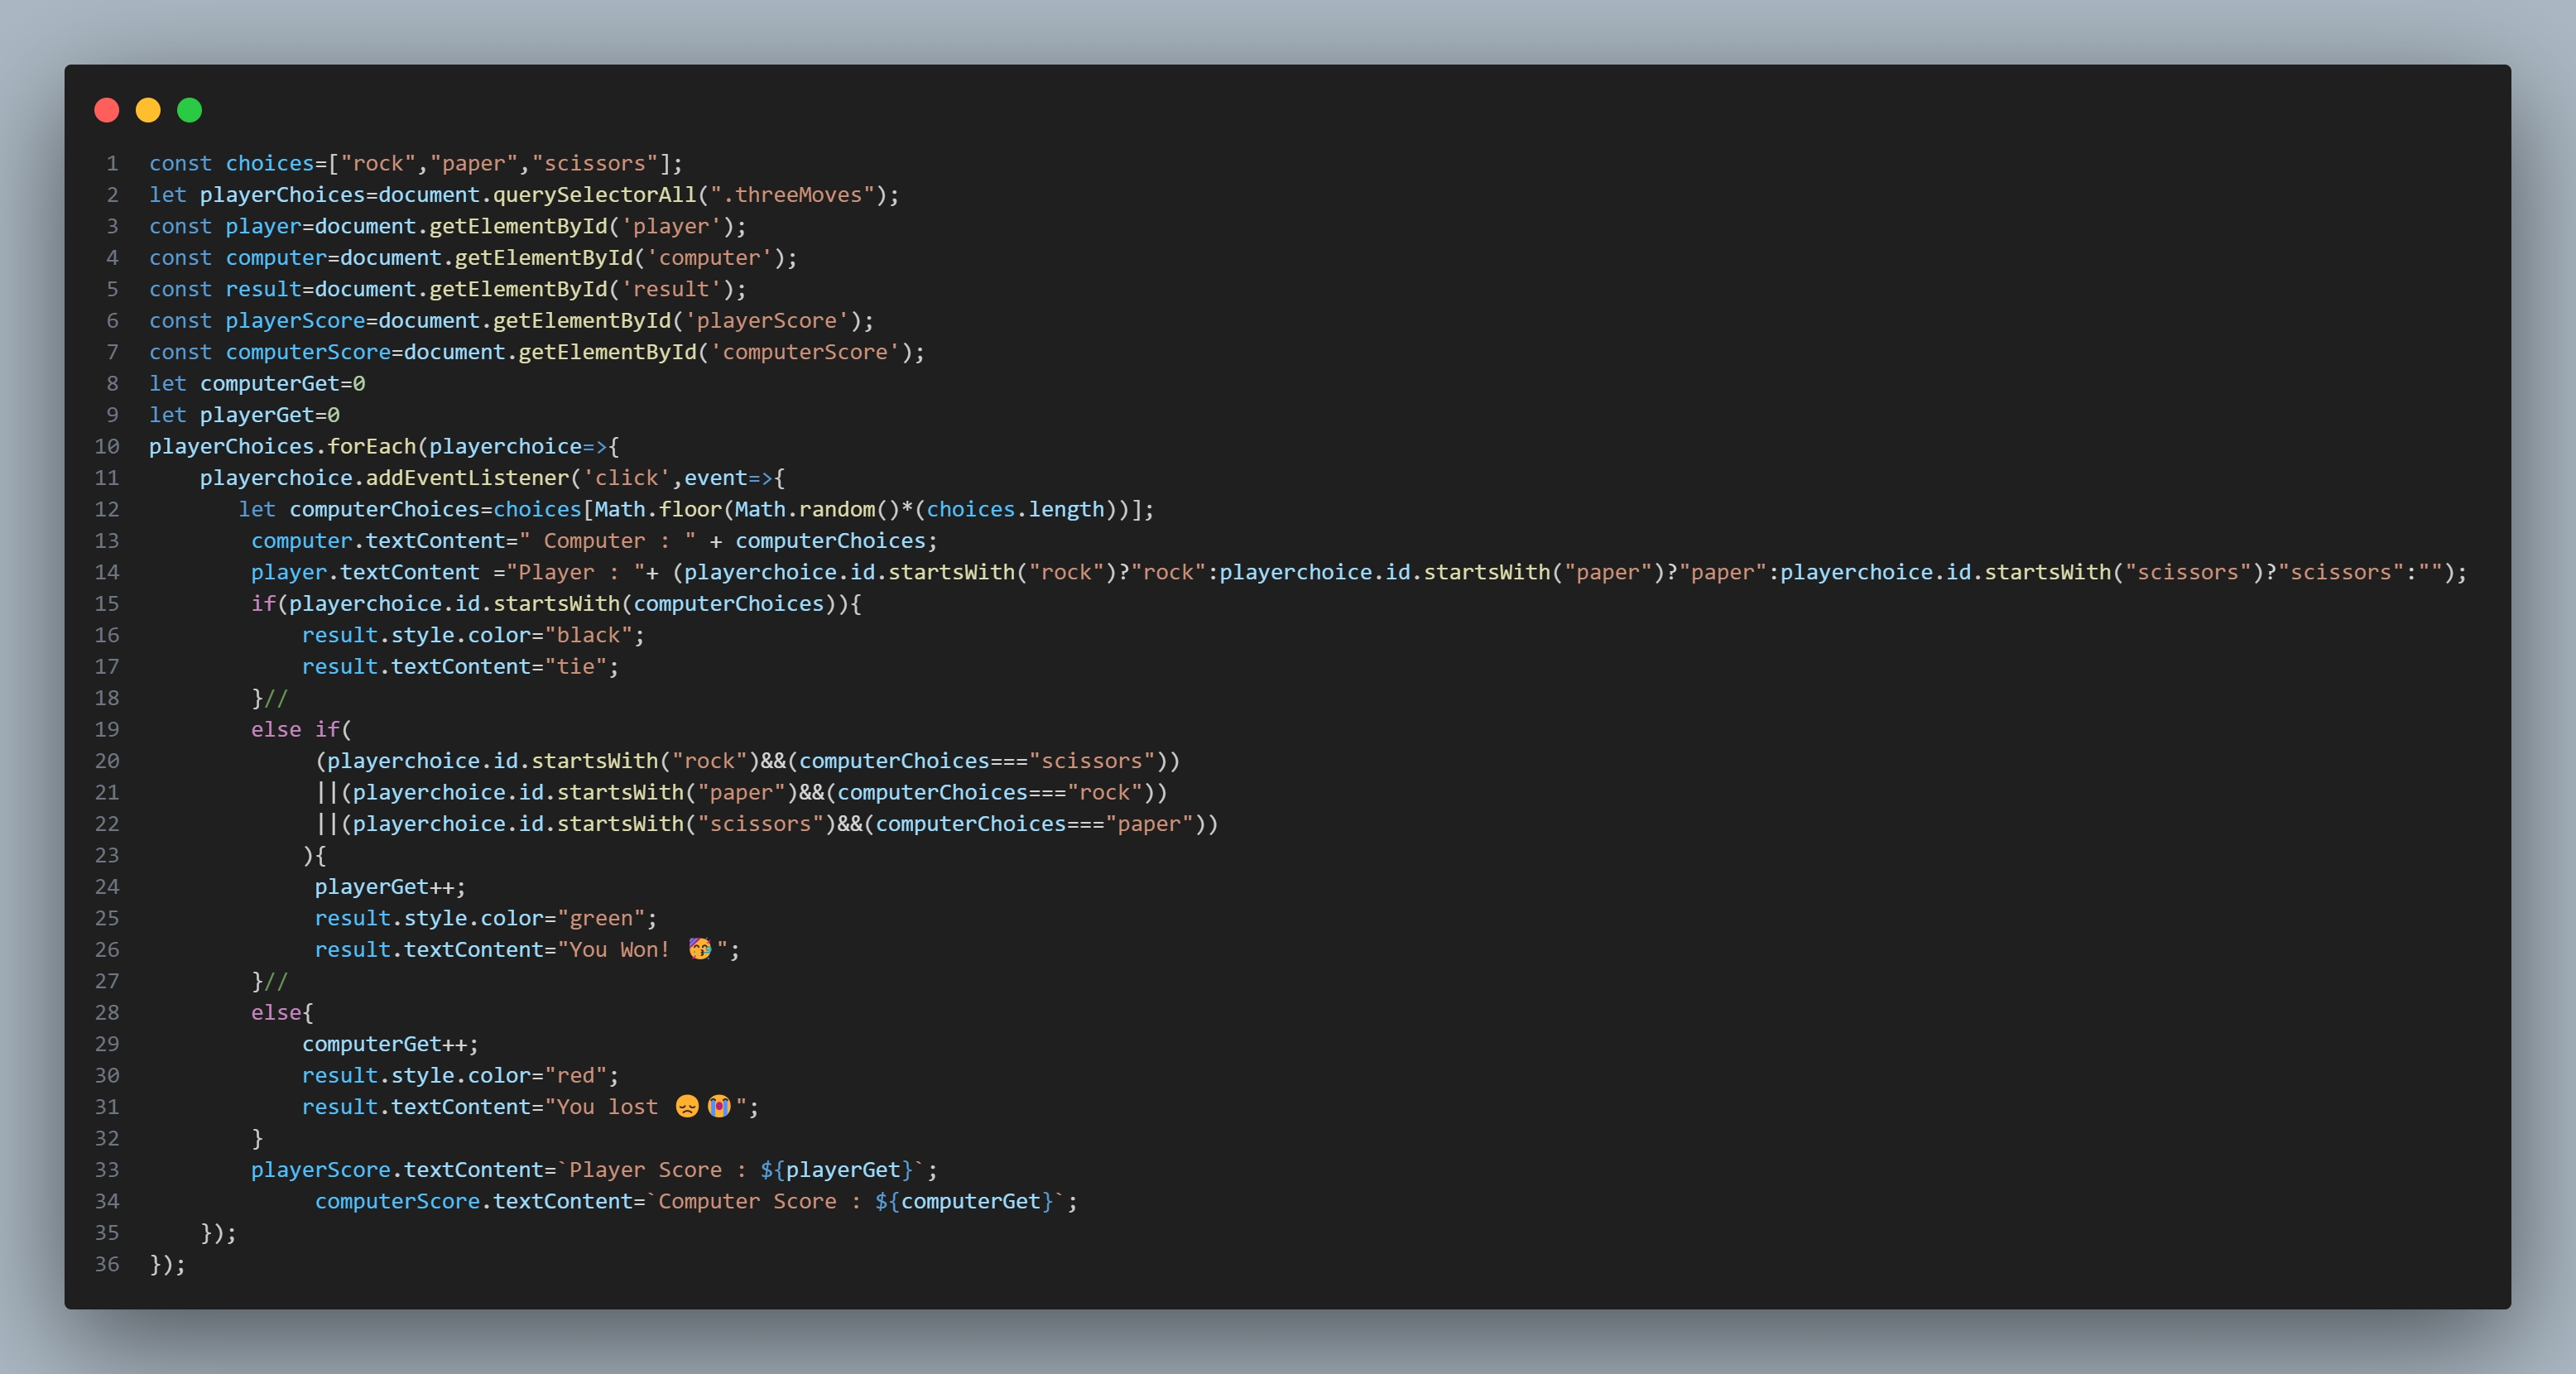 1 const choices=["rock","paper","scissors"];
2 let playerChoices=document.querySelectorAll(".threeMoves");
3 const player=document.getElementById('player');
4 const computer=document.getElementById('computer');
5 const result=document.getElementById('result');
6 const playerScore=document.getElementById('playerScore');
7 const computerScore=document.getElementById('computerScore');
8 let computerGet=0
9 let playerGet=0
10 playerChoices.forEach(playerchoice=>{
11     playerchoice.addEventListener('click',event=>{
12        let computerChoices=choices[Math.floor(Math.random()*(choices.length))];
13         computer.textContent=" Computer : " + computerChoices;
14         player.textContent ="Player : "+ (playerchoice.id.startsWith("rock")?"rock":playerchoice.id.startsWith("paper")?"paper":playerchoice.id.startsWith("scissors")?"scissors":"");
15         if(playerchoice.id.startsWith(computerChoices)){
16             result.style.color="black";
17             result.textContent="tie";
18         }//
19         else if(
20              (playerchoice.id.startsWith("rock")&&(computerChoices==="scissors"))
21              ||(playerchoice.id.startsWith("paper")&&(computerChoices==="rock"))
22              ||(playerchoice.id.startsWith("scissors")&&(computerChoices==="paper"))
23             ){
24              playerGet++;
25              result.style.color="green";
26              result.textContent="You Won! 🥳";
27         }//
28         else{
29             computerGet++;
30             result.style.color="red";
31             result.textContent="You lost 😞😭";
32         }
33         playerScore.textContent=`Player Score : ${playerGet}`;
34              computerScore.textContent=`Computer Score : ${computerGet}`;
35     });
36 });